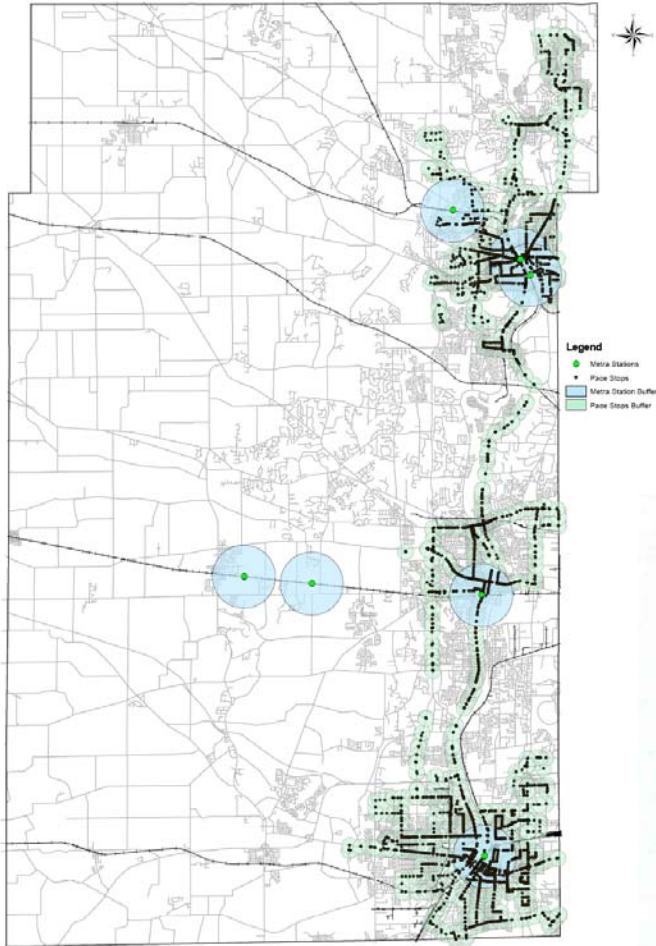 Legend
Metra Stations
Pace Stops
Metra Station Buffer
Pace Stops Buffer